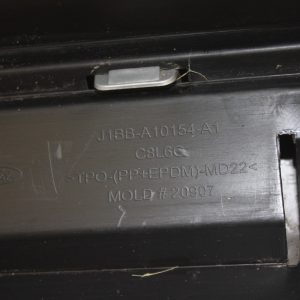 J1BB-A10154-A1
C3L6C
>TPO-(PP+EPDM)-MD22<
MOLD # 20907